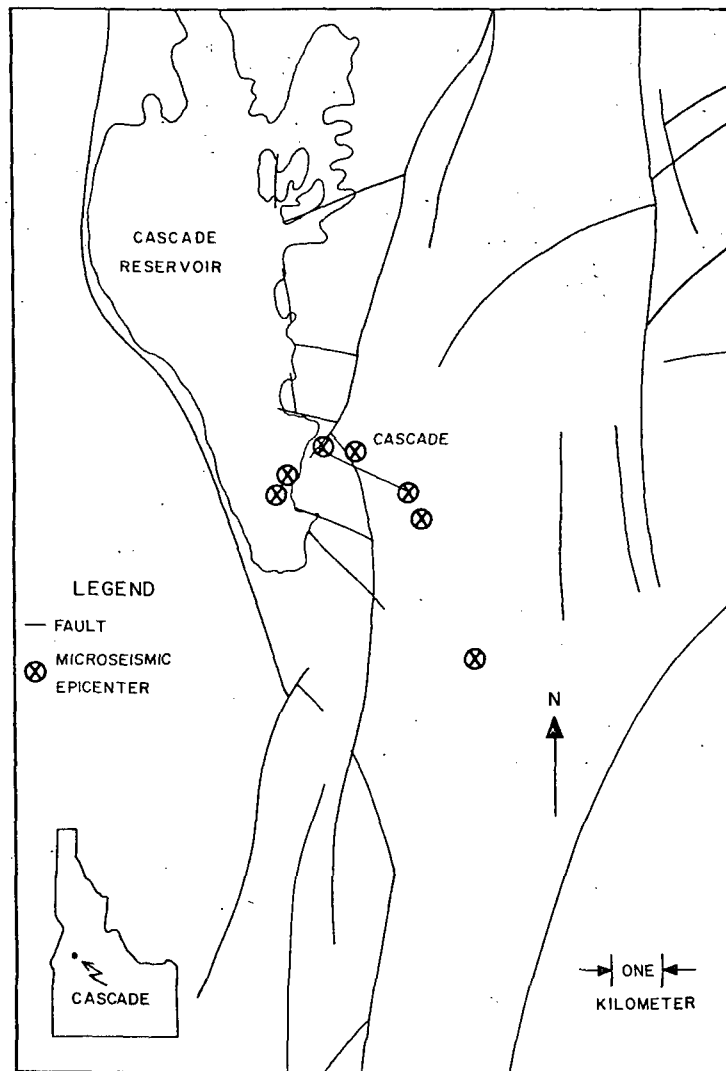 CASCADE
RESERVOIR
CASCADE
LEGEND
FAULT
MICROSEISMIC
EPICENTER
N
CASCADE
ONE
KILOMETER